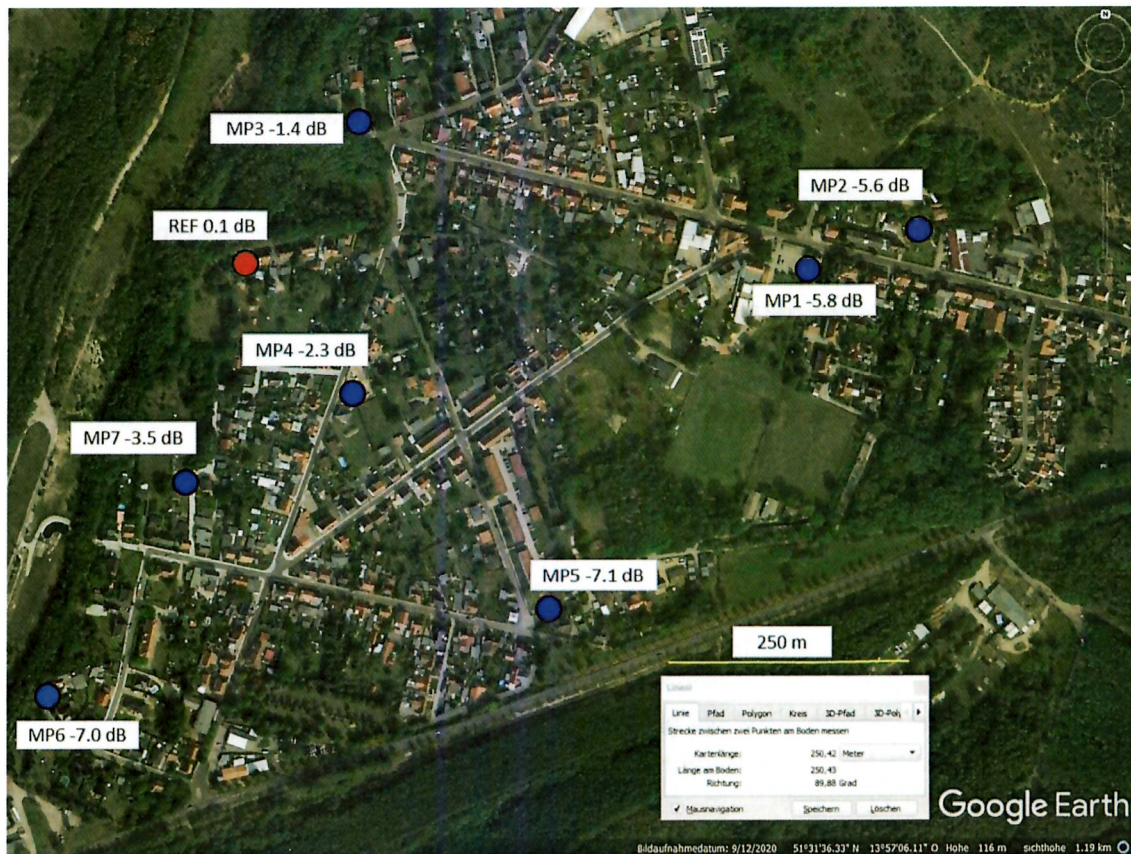 N
MP3 -1.4 dB
MP2 -5.6 dB
REF 0.1 dB
MP1 -5.8 dB
MP4 -2.3 dB
MP7 -3.5 dB
MP5 -7.1 dB
250 m
MP6 -7.0 dB
Lineal
Linie Pfad Polygon Kreis 3D-Pfad 3D-Poly
Strecke zwischen zwei Punkten am Boden messen
Kartenlänge: 250,42 Meter
Länge am Boden: 250,43
Richtung: 89,88 Grad
Mausnavigation Speichern Löschen
Google Earth
Bildaufnahmedatum: 9/12/2020 51°31'36.33" N 13°57'06.11" O Höhe 116 m sichthöhe 1.19 km